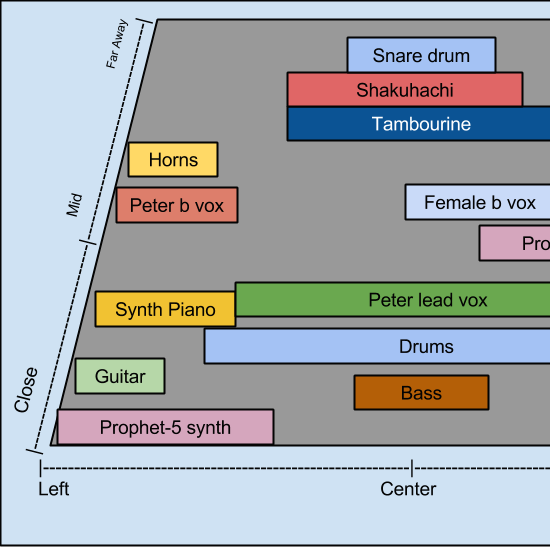 Far Away
Snare drum
Shakuhachi
Tambourine
Horns
Mid
Peter b vox
Female b vox
Pro
Synth Piano
Peter lead vox
Drums
Close
Guitar
Bass
Prophet-5 synth
Left
Center